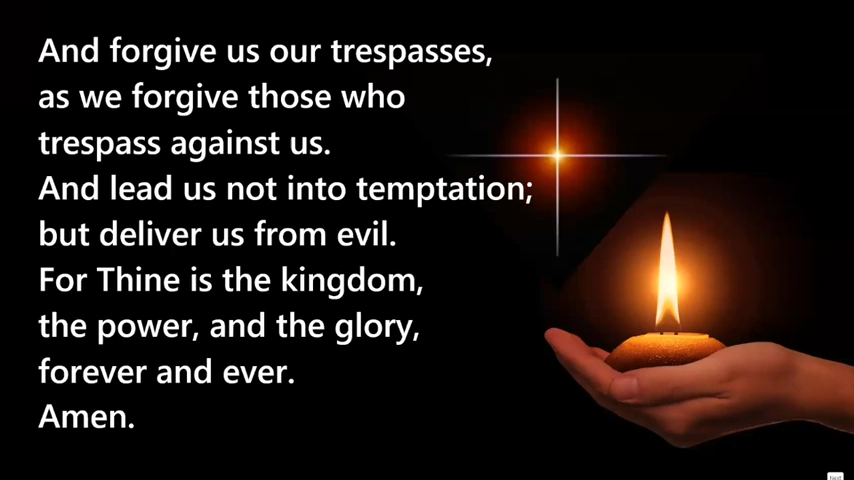 And forgive us our trespasses,
as we forgive those who
trespass against us.
And lead us not into temptation;
but deliver us from evil.
For Thine is the kingdom,
the power, and the glory,
forever and ever.
Amen.
Next